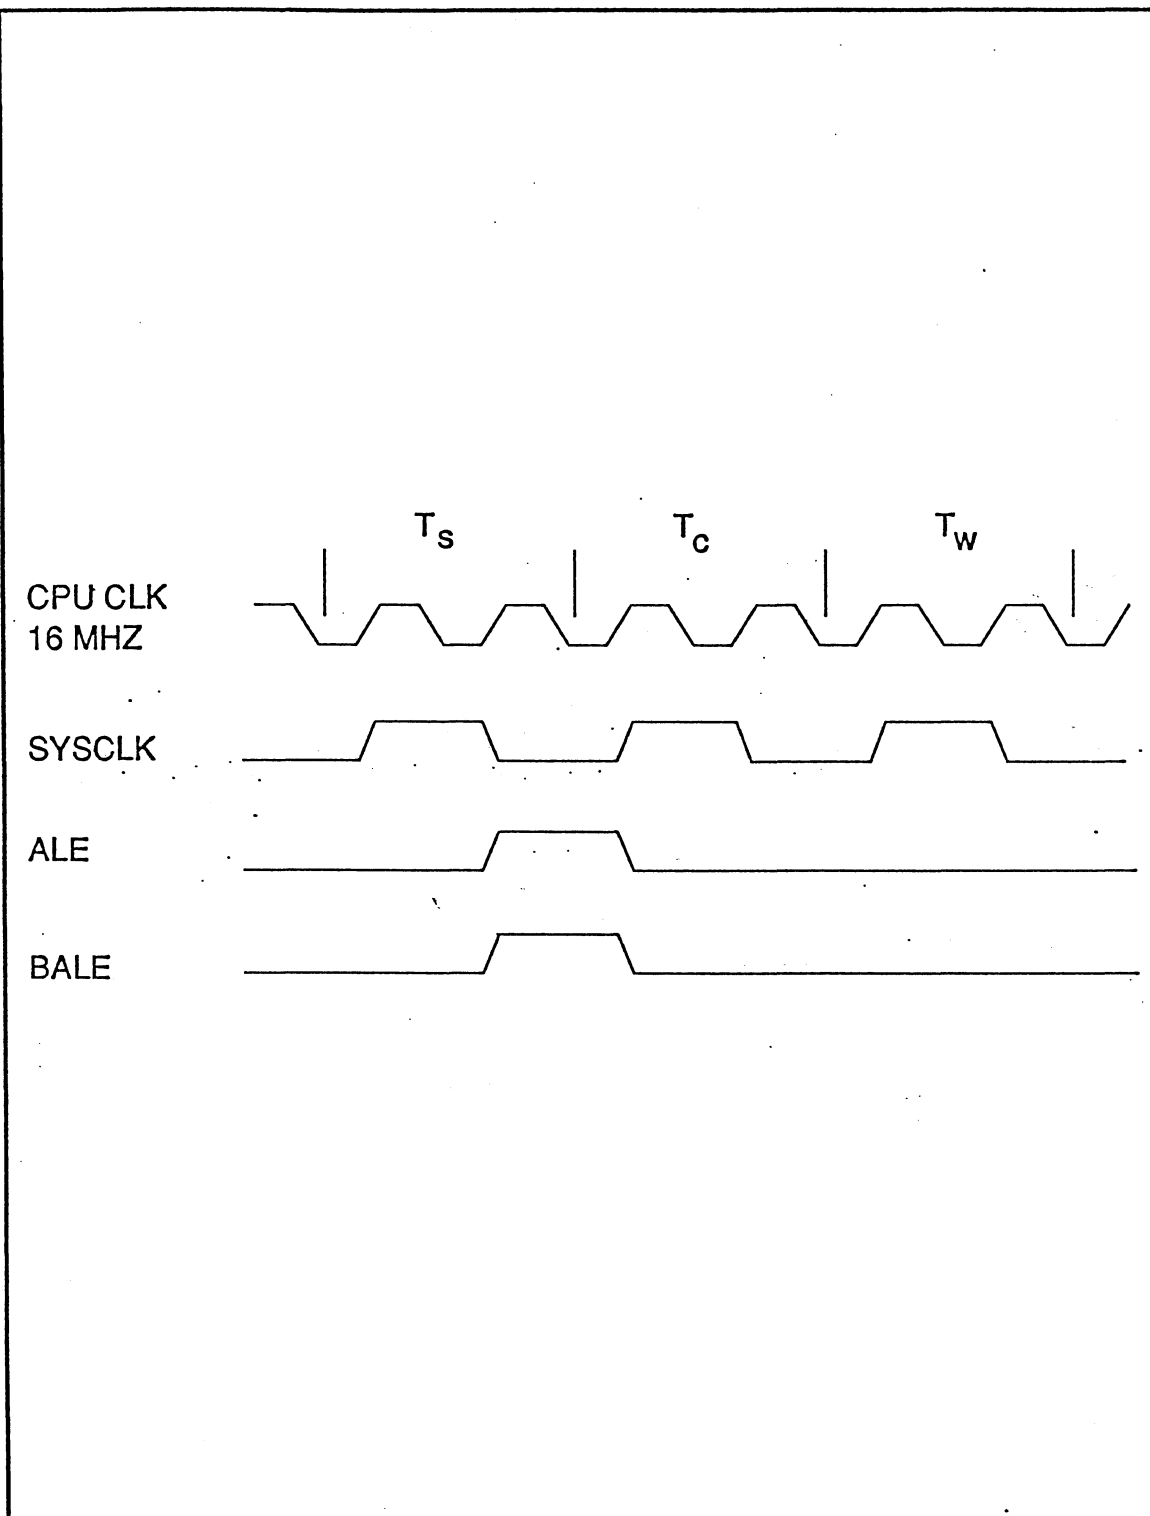 T_S T_C T_W
CPU CLK
16 MHZ
SYSCLK
ALE
BALE